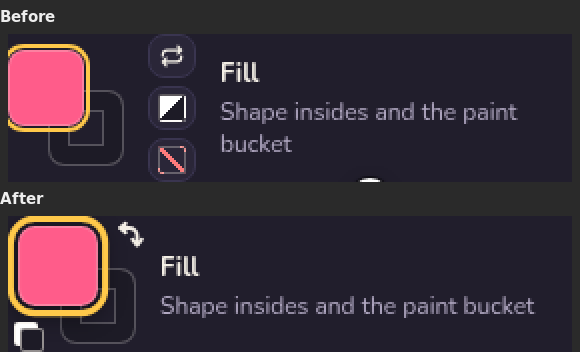 Before
Fill
Shape insides and the paint
bucket
After
Fill
Shape insides and the paint bucket